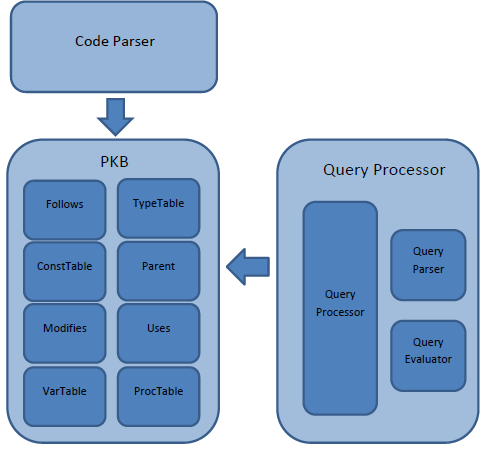 Code Parser
PKB
Follows
TypeTable
ConstTable
Parent
Modifies
Uses
VarTable
ProcTable
Query Processor
Query
Processor
Query
Parser
Query
Evaluator